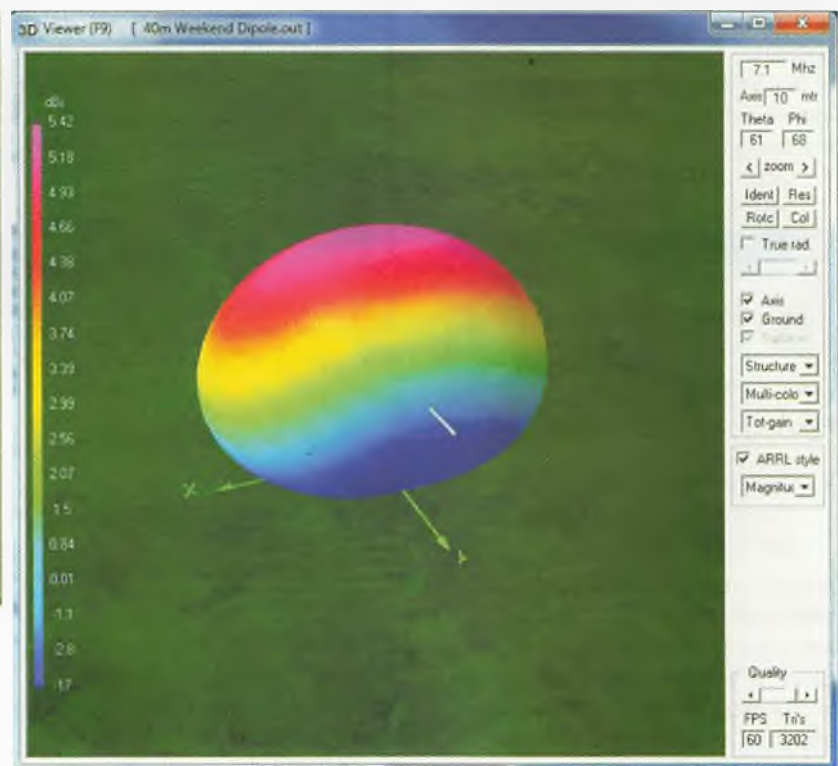 3D Viewer (F9) [ 40m Weekend Dipole.out ]
dBi
5.42
5.18
4.93
4.66
4.38
4.07
3.74
3.39
2.99
2.56
2.07
1.5
0.84
0.01
-1.1
-2.8
-17
X
Y
7.1 Mhz
Axis 10 mtr
Theta Phi
61 68
< zoom >
Ident Res
Rotc Col
True rad.
Axis
Ground
Structure
Multi-colo
Tot-gain
ARRL style
Magnituc
Quality
FPS Tri's
60 3202